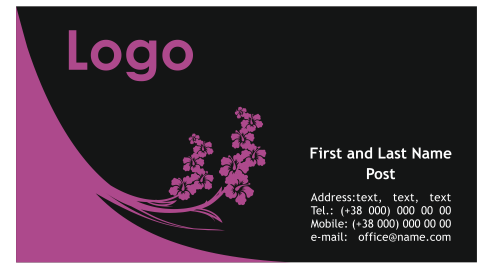 Logo
First and Last Name
Post
Address:text, text, text
Tel.: (+38 000) 000 00 00
Mobile: (+38 000) 000 00 00
e-mail: office@name.com